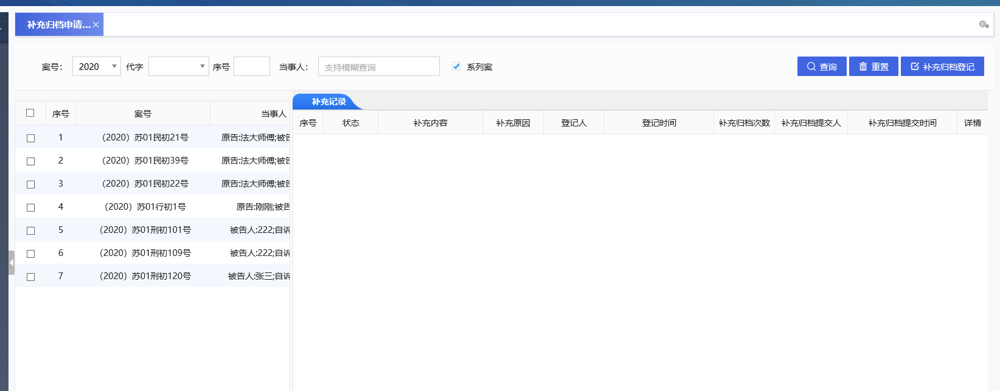 补充归档申请...
案号: 2020 代字 序号 当事人: 支持模糊查询 系列案 查询 重置 补充归档登记
补充记录
序号 案号 当事人
序号 状态 补充内容 补充原因 登记人 登记时间 补充归档次数 补充归档提交人 补充归档提交时间 详情
1 （2020）苏01民初21号 原告:法大师傅;被告
2 （2020）苏01民初39号 原告:法大师傅;被告
3 （2020）苏01民初22号 原告:法大师傅;被告
4 （2020）苏01行初1号 原告:刚刚;被告
5 （2020）苏01刑初101号 被告人:222;自诉
6 （2020）苏01刑初109号 被告人:222;自诉
7 （2020）苏01刑初120号 被告人:张三;自诉